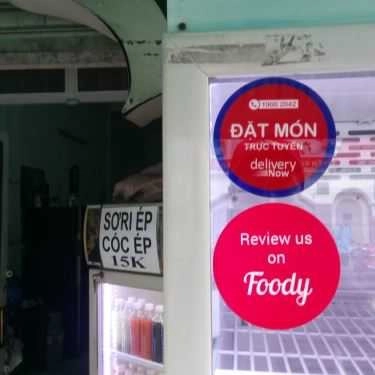 1900 2042
ĐẶT MÓN
TRỰC TUYẾN
delivery
Now
Review us
on
Foody
SƠRI ÉP
CÓC ÉP
15K